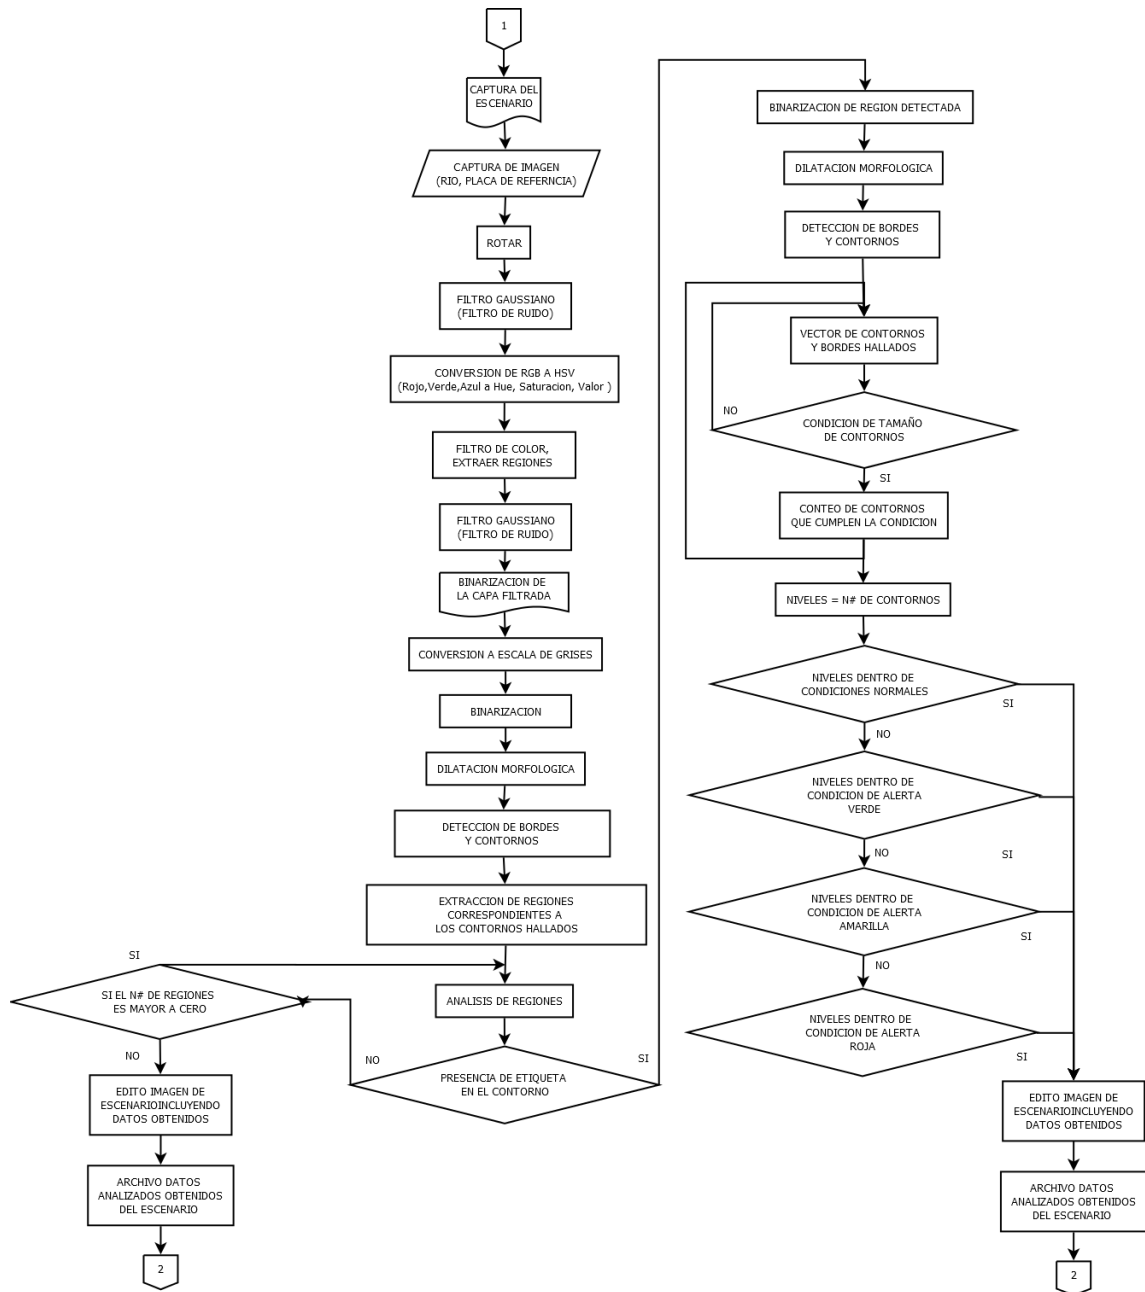 1
CAPTURA DEL
ESCENARIO
CAPTURA DE IMAGEN
(RIO, PLACA DE REFERNCIA)
ROTAR
FILTRO GAUSSIANO
(FILTRO DE RUIDO)
CONVERSION DE RGB A HSV
(Rojo,Verde,Azul a Hue, Saturacion, Valor )
FILTRO DE COLOR,
EXTRAER REGIONES
FILTRO GAUSSIANO
(FILTRO DE RUIDO)
BINARIZACION DE
LA CAPA FILTRADA
CONVERSION A ESCALA DE GRISES
BINARIZACION
DILATACION MORFOLOGICA
DETECCION DE BORDES
Y CONTORNOS
EXTRACCION DE REGIONES
CORRESPONDIENTES A
LOS CONTORNOS HALLADOS
ANALISIS DE REGIONES
PRESENCIA DE ETIQUETA
EN EL CONTORNO
NO
SI
SI
SI EL N# DE REGIONES
ES MAYOR A CERO
NO
EDITO IMAGEN DE
ESCENARIOINCLUYENDO
DATOS OBTENIDOS
ARCHIVO DATOS
ANALIZADOS OBTENIDOS
DEL ESCENARIO
2
BINARIZACION DE REGION DETECTADA
DILATACION MORFOLOGICA
DETECCION DE BORDES
Y CONTORNOS
VECTOR DE CONTORNOS
Y BORDES HALLADOS
NO
CONDICION DE TAMAÑO
DE CONTORNOS
SI
CONTEO DE CONTORNOS
QUE CUMPLEN LA CONDICION
NIVELES = N# DE CONTORNOS
NIVELES DENTRO DE
CONDICIONES NORMALES
SI
NO
NIVELES DENTRO DE
CONDICION DE ALERTA
VERDE
SI
NO
NIVELES DENTRO DE
CONDICION DE ALERTA
AMARILLA
SI
NO
NIVELES DENTRO DE
CONDICION DE ALERTA
ROJA
SI
EDITO IMAGEN DE
ESCENARIOINCLUYENDO
DATOS OBTENIDOS
ARCHIVO DATOS
ANALIZADOS OBTENIDOS
DEL ESCENARIO
2